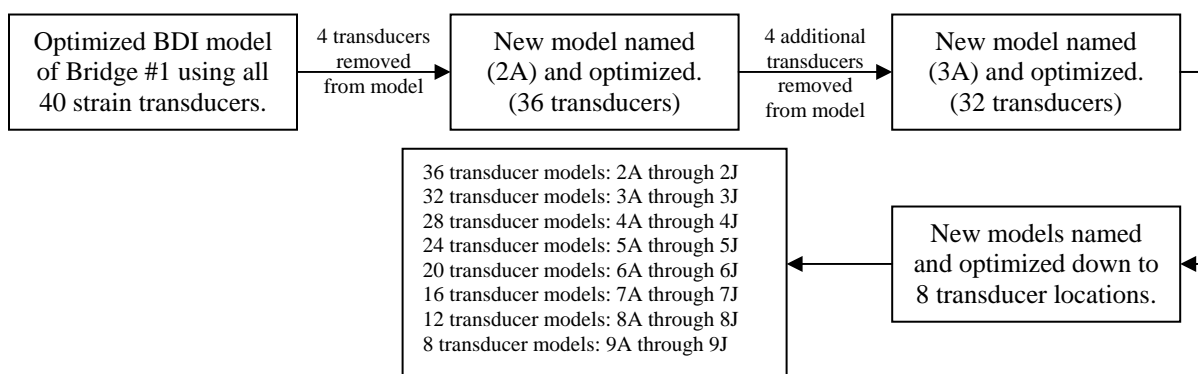 Optimized BDI model
of Bridge #1 using all
40 strain transducers.
4 transducers
removed
from model
New model named
(2A) and optimized.
(36 transducers)
4 additional
transducers
removed
from model
New model named
(3A) and optimized.
(32 transducers)
New models named
and optimized down to
8 transducer locations.
36 transducer models: 2A through 2J
32 transducer models: 3A through 3J
28 transducer models: 4A through 4J
24 transducer models: 5A through 5J
20 transducer models: 6A through 6J
16 transducer models: 7A through 7J
12 transducer models: 8A through 8J
8 transducer models: 9A through 9J